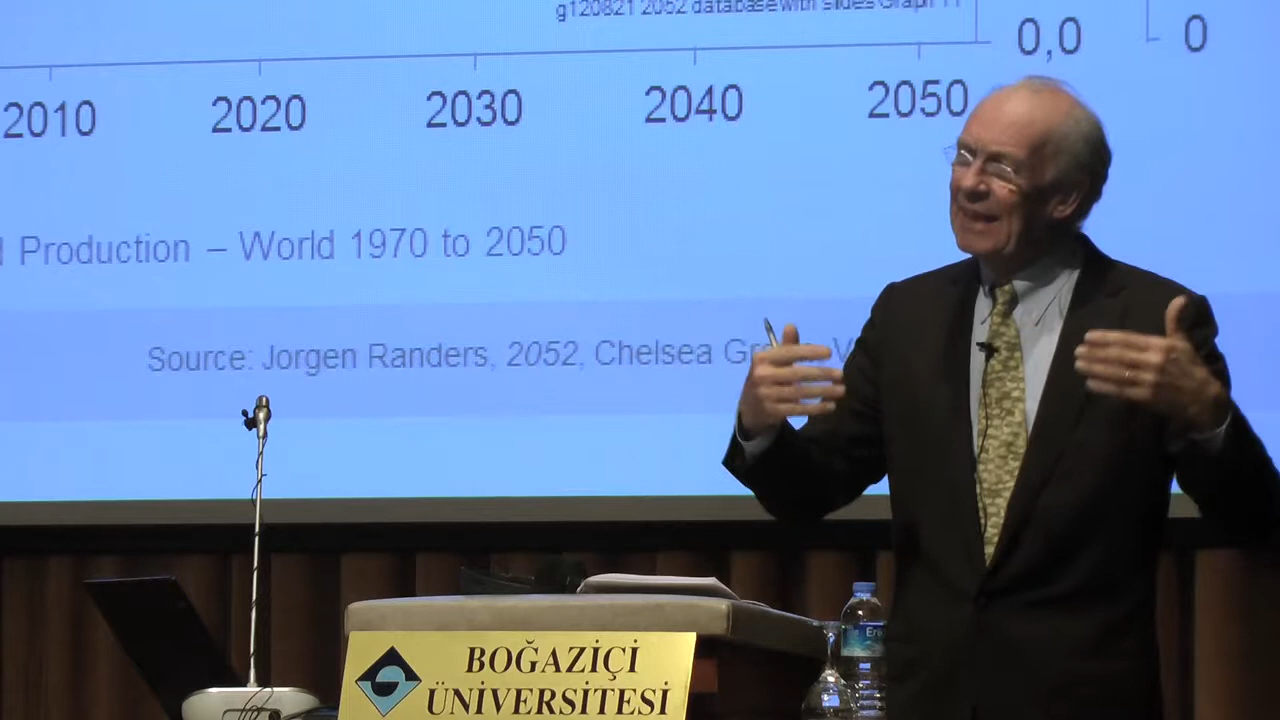 g120821 2052 database with slides Graph 11
0,0
0
2010 2020 2030 2040 2050
Production – World 1970 to 2050
Source: Jorgen Randers, 2052, Chelsea
BOĞAZİÇİ
ÜNİVERSİTESİ